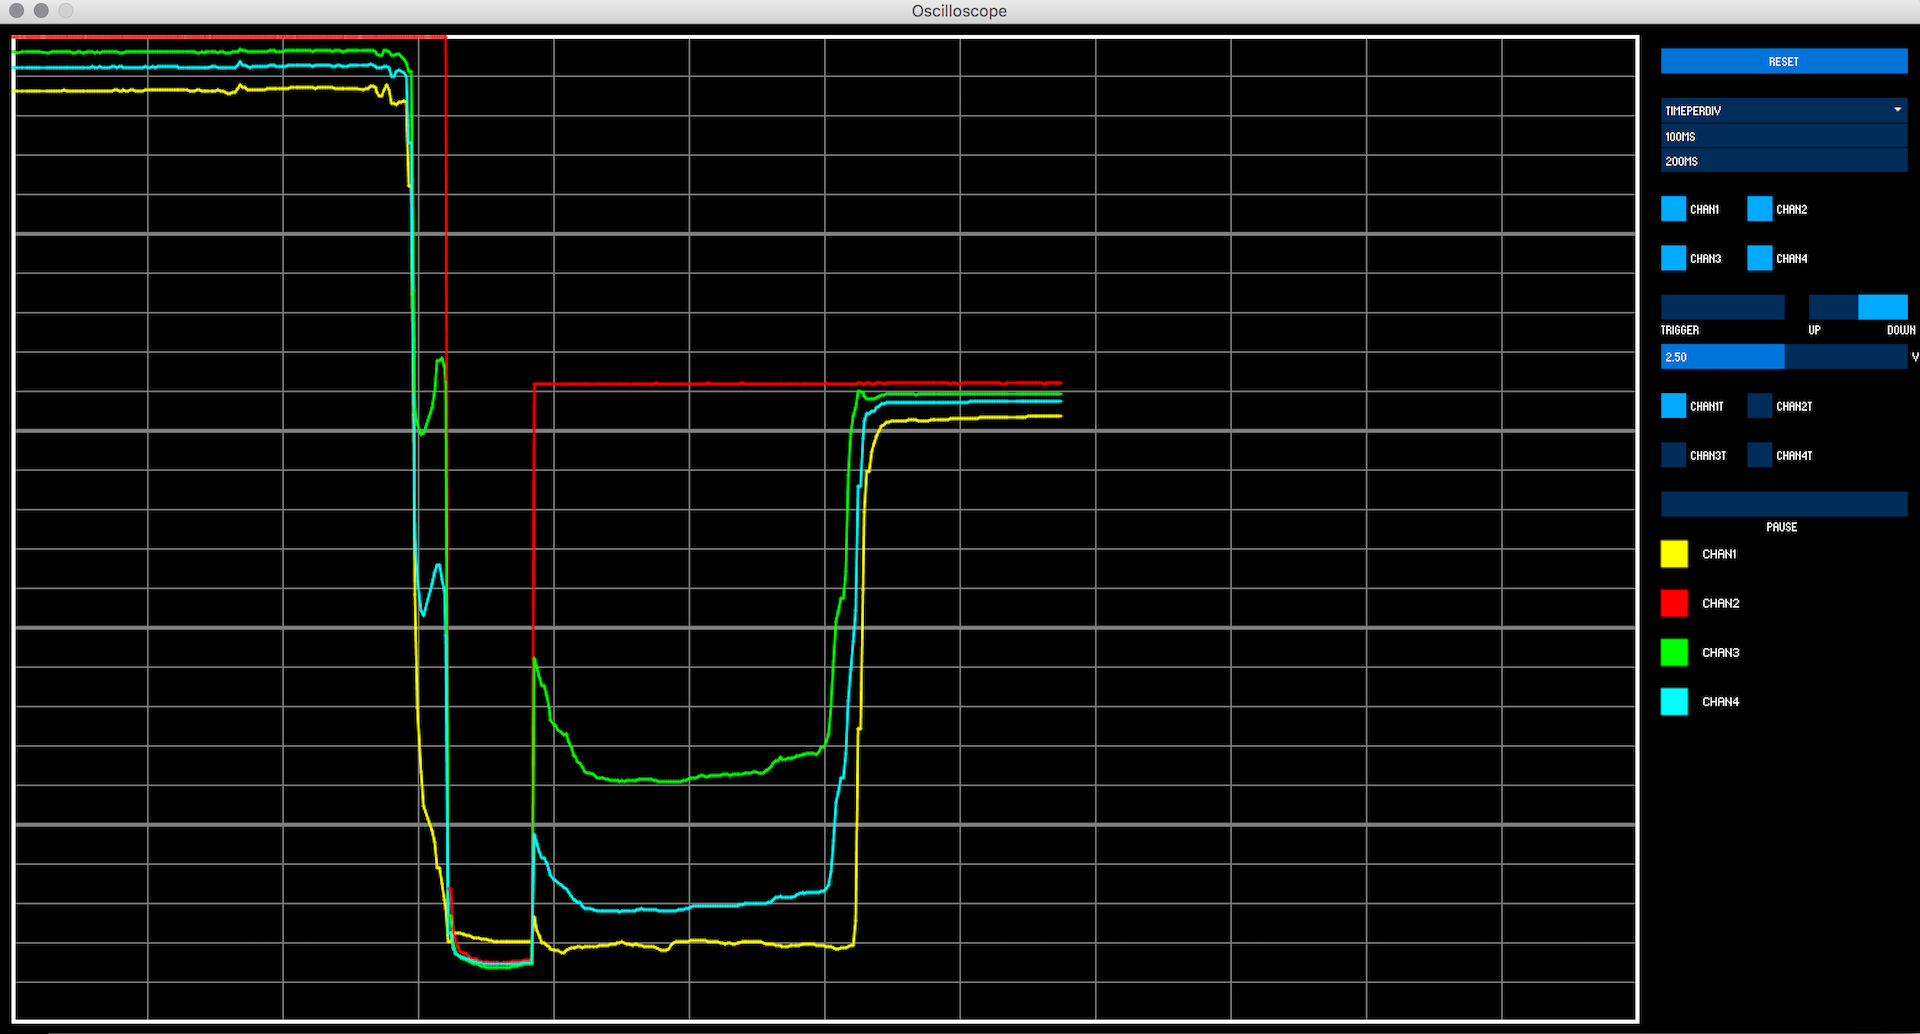 Oscilloscope
RESET
TIMEPERDIV
100MS
200MS
CHAN1 CHAN2
CHAN3 CHAN4
TRIGGER UP DOWN
2.50 V
CHAN1T CHAN2T
CHAN3T CHAN4T
PAUSE
CHAN1
CHAN2
CHAN3
CHAN4